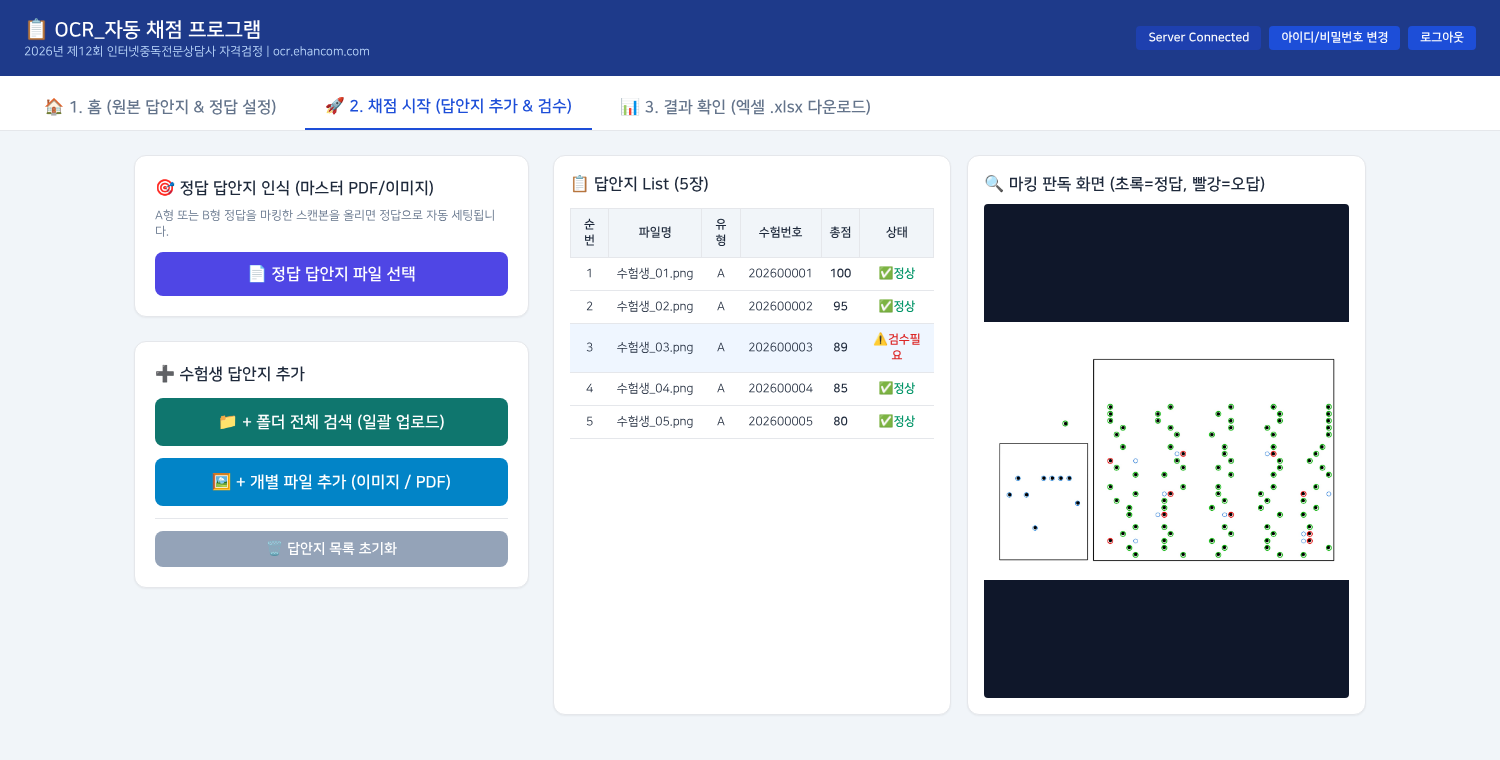 📋 OCR_자동 채점 프로그램
2026년 제12회 인터넷중독전문상담사 자격검정 | ocr.ehancom.com
Server Connected
아이디/비밀번호 변경
로그아웃
🏠 1. 홈 (원본 답안지 & 정답 설정)
🚀 2. 채점 시작 (답안지 추가 & 검수)
📊 3. 결과 확인 (엑셀 .xlsx 다운로드)
🎯 정답 답안지 인식 (마스터 PDF/이미지)
A형 또는 B형 정답을 마킹한 스캔본을 올리면 정답으로 자동 세팅됩니
다.
📄 정답 답안지 파일 선택
➕ 수험생 답안지 추가
📁 + 폴더 전체 검색 (일괄 업로드)
🖼️ + 개별 파일 추가 (이미지 / PDF)
🗑️ 답안지 목록 초기화
📋 답안지 List (5장)
순번 파일명 유형 수험번호 총점 상태
1 수험생_01.png A 202600001 100 ✅정상
2 수험생_02.png A 202600002 95 ✅정상
3 수험생_03.png A 202600003 89 ⚠️검수필요
4 수험생_04.png A 202600004 85 ✅정상
5 수험생_05.png A 202600005 80 ✅정상
🔍 마킹 판독 화면 (초록=정답, 빨강=오답)